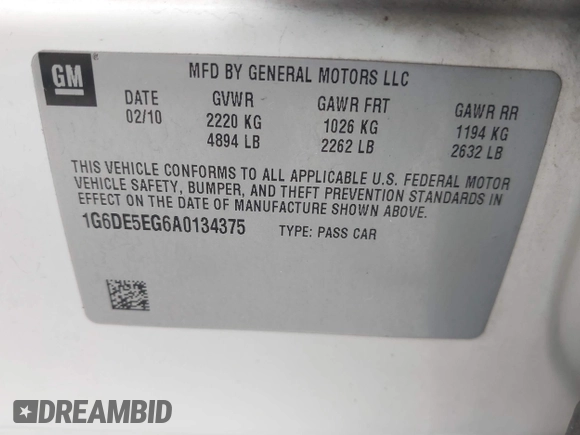 GM
MFD BY GENERAL MOTORS LLC
DATE GVWR GAWR FRT GAWR RR
02/10 2220 KG 1026 KG 1194 KG
4894 LB 2262 LB 2632 LB
THIS VEHICLE CONFORMS TO ALL APPLICABLE U.S. FEDERAL MOTOR
VEHICLE SAFETY, BUMPER, AND THEFT PREVENTION STANDARDS IN
EFFECT ON THE DATE OF MANUFACTURE SHOWN ABOVE.
1G6DE5EG6A0134375 TYPE: PASS CAR
DREAMBID